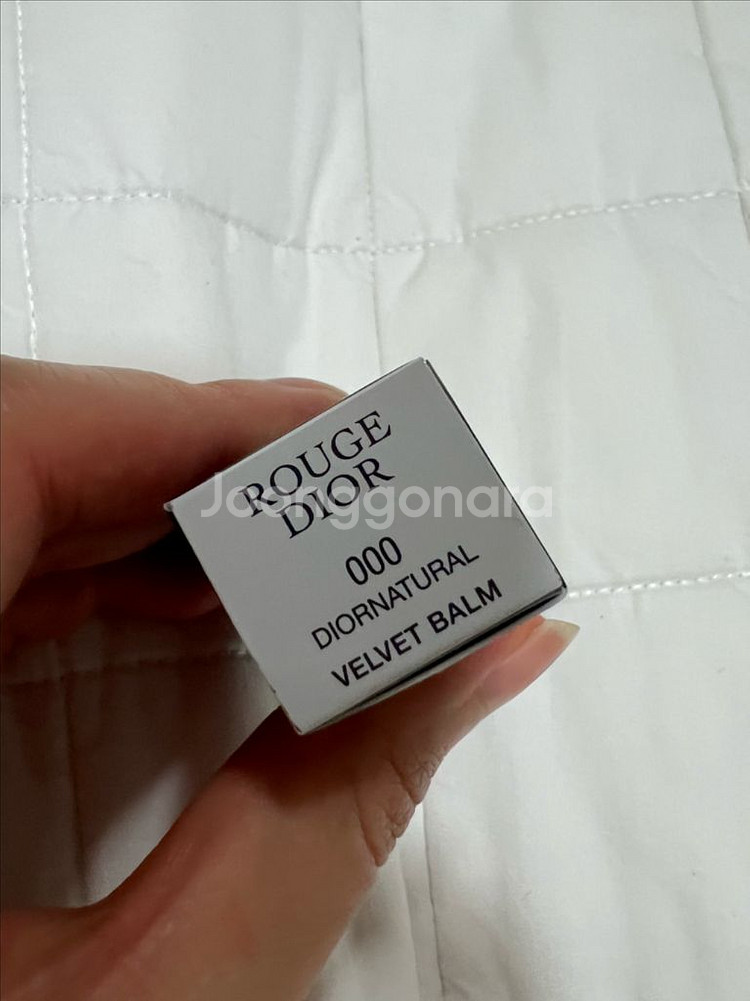 ROUGE
DIOR
Joonggonara
000
DIORNATURAL
VELVET BALM